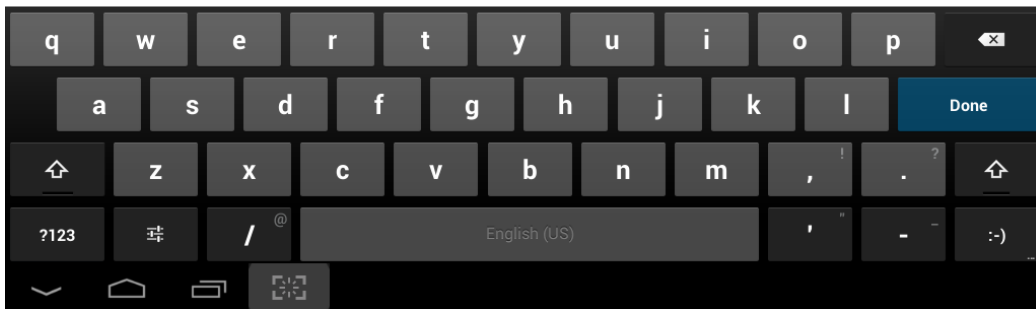 q w e r t y u i o p
a s d f g h j k l Done
z x c v b n m , ! . ?
?123 / @ English (US) ' " - _ :-) ...